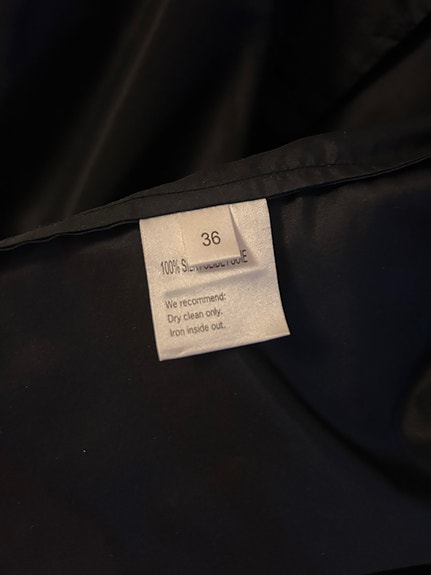 36
100%
We recommend:
Dry clean only.
Iron inside out.